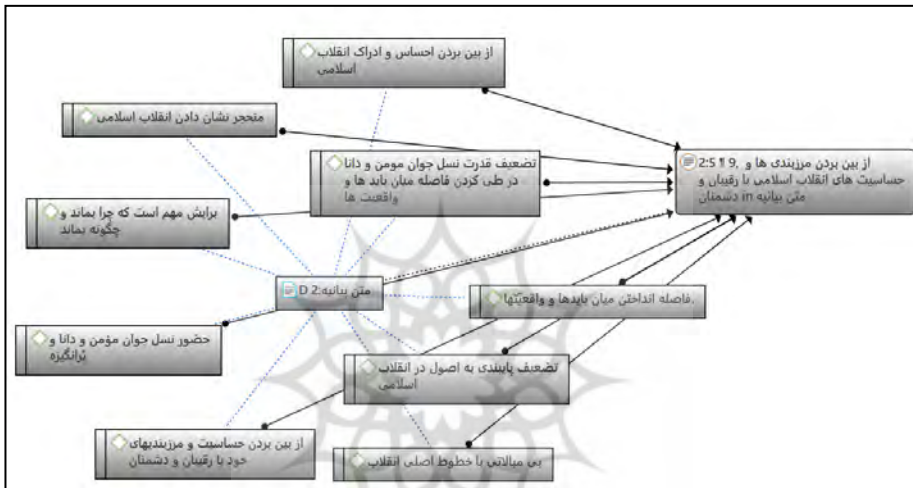 از بین بردن احساس و ادراک انقلاب
اسلامی
متحجر نشان دادن انقلاب اسلامی
تضعیف قدرت نسل جوان مومن و دانا
در طی کردن فاصله میان باید ها و
واقعیت ها
2:5 ¶ 9, از بین بردن مرزبندی ها و
حساسیت های انقلاب اسلامی با رقیبان و
دشمنان in متن بیانیه
برایش مهم است که چرا بماند و
چگونه بماند
D 2: متن بیانیه
فاصله انداختن میان بایدها و واقعیتها.
حضور نسل جوان مؤمن و دانا و
پُرانگیزه
تضعیف پایبندی به اصول در انقلاب
اسلامی
از بین بردن حساسیت و مرزبندیهای
خود با رقیبان و دشمنان
بی مبالاتی با خطوط اصلی انقلاب